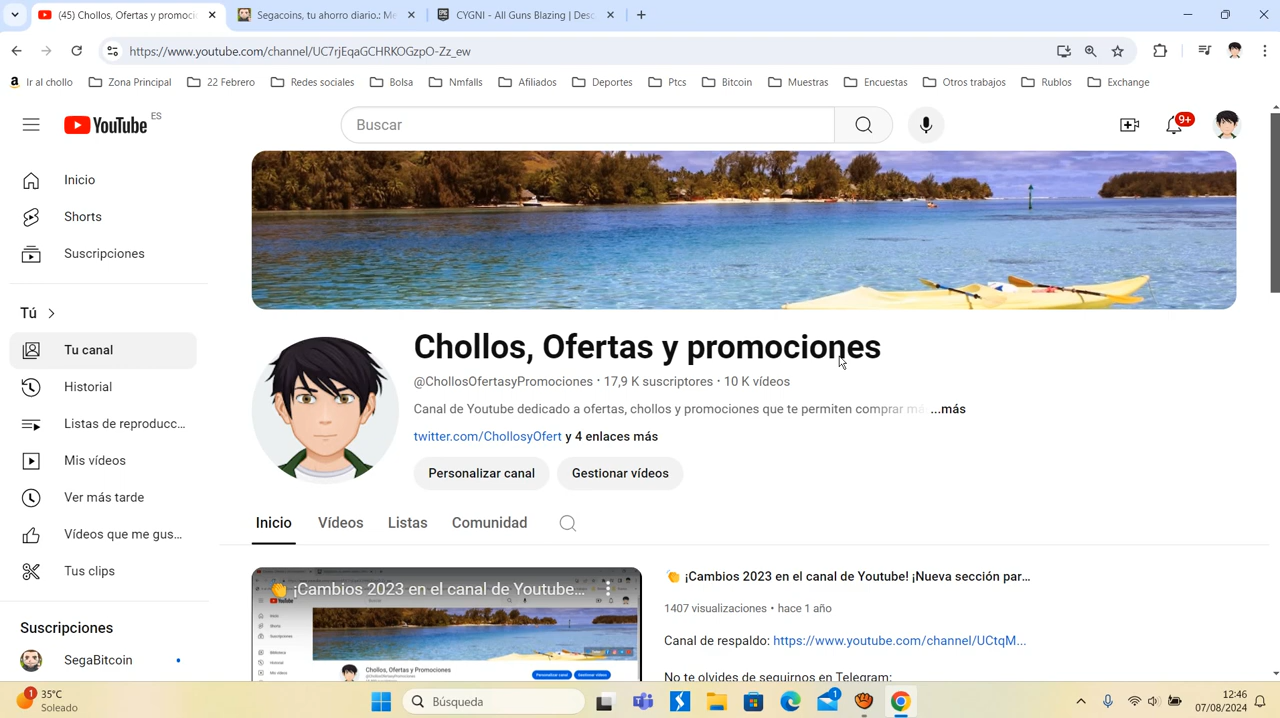 (45) Chollos, Ofertas y promoci
Segacoins, tu ahorro diario.: Me
CYGNI - All Guns Blazing | Desc
https://www.youtube.com/channel/UC7rjEqaGCHRKOGzpO-Zz_ew
Ir al chollo
Zona Principal
22 Febrero
Redes sociales
Bolsa
Nmfalls
Afiliados
Deportes
Ptcs
Bitcoin
Muestras
Encuestas
Otros trabajos
Rublos
Exchange
YouTube ES
Buscar
9+
Inicio
Shorts
Suscripciones
Tú
Tu canal
Historial
Listas de reproducc...
Mis vídeos
Ver más tarde
Vídeos que me gus...
Tus clips
Suscripciones
SegaBitcoin
Chollos, Ofertas y promociones
@ChollosOfertasyPromociones · 17,9 K suscriptores · 10 K vídeos
Canal de Youtube dedicado a ofertas, chollos y promociones que te permiten comprar má ...más
twitter.com/ChollosyOfert y 4 enlaces más
Personalizar canal
Gestionar vídeos
Inicio
Vídeos
Listas
Comunidad
¡Cambios 2023 en el canal de Youtube...
Chollos, Ofertas y Promociones
¡Cambios 2023 en el canal de Youtube! ¡Nueva sección par...
1407 visualizaciones • hace 1 año
Canal de respaldo: https://www.youtube.com/channel/UCtqM...
No te olvides de seguirnos en Telegram:
1
35°C
Soleado
Búsqueda
1
12:46
07/08/2024